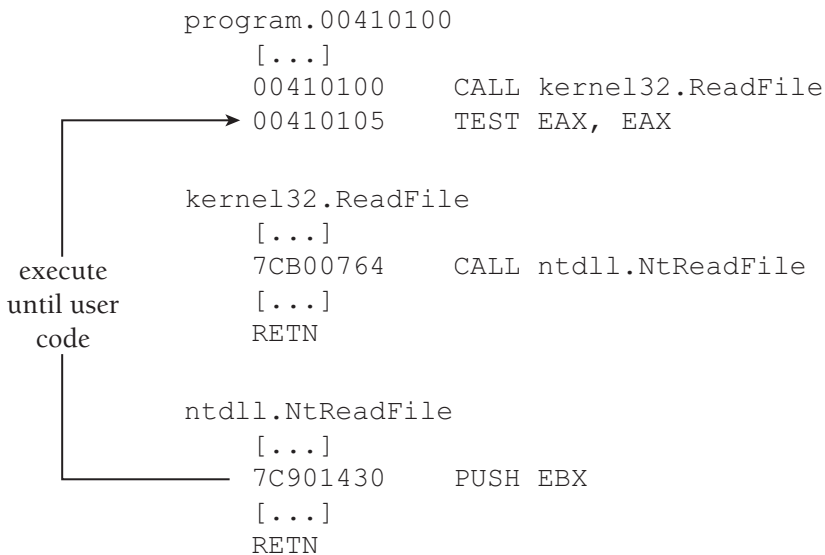 program.00410100
[...]
00410100 CALL kernel32.ReadFile
00410105 TEST EAX, EAX
kernel32.ReadFile
[...]
7CB00764 CALL ntdll.NtReadFile
[...]
RETN
execute
until user
code
ntdll.NtReadFile
[...]
7C901430 PUSH EBX
[...]
RETN